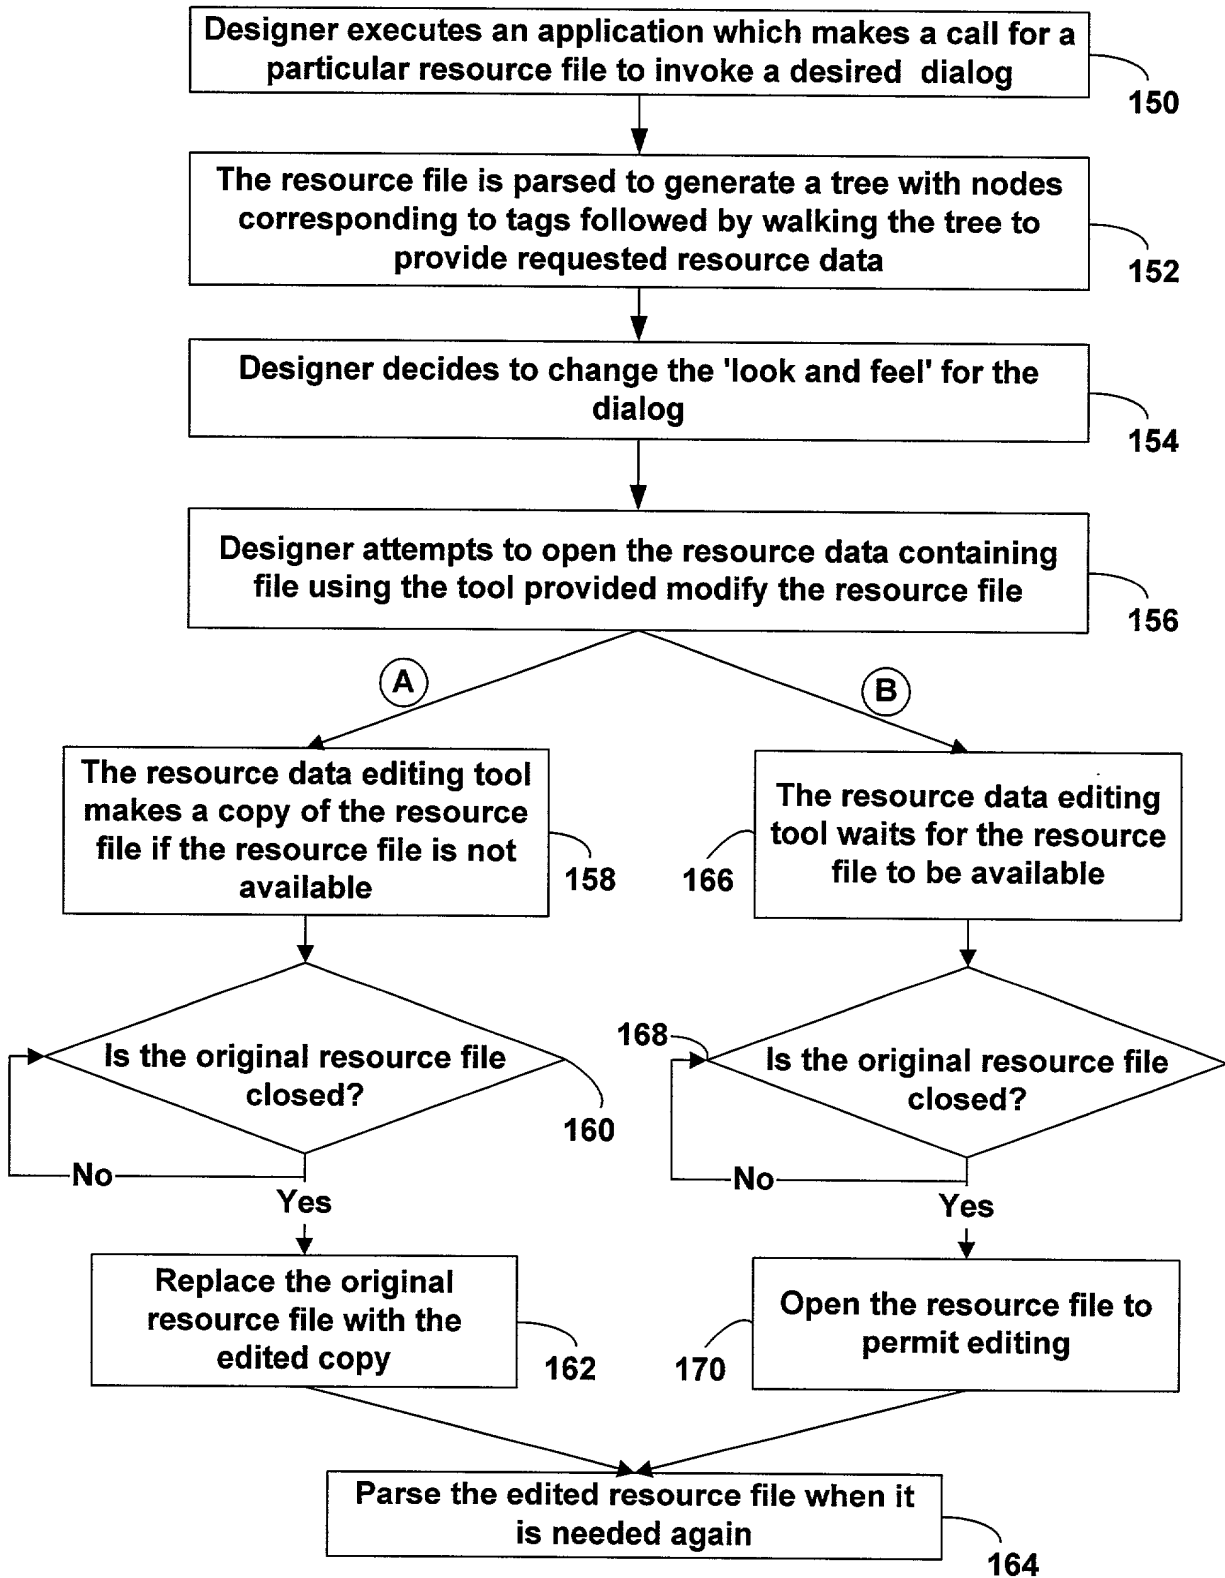 Designer executes an application which makes a call for a
particular resource file to invoke a desired dialog
150
The resource file is parsed to generate a tree with nodes
corresponding to tags followed by walking the tree to
provide requested resource data
152
Designer decides to change the 'look and feel' for the
dialog
154
Designer attempts to open the resource data containing
file using the tool provided modify the resource file
156
A
B
The resource data editing tool
makes a copy of the resource
file if the resource file is not
available
158
The resource data editing
tool waits for the resource
file to be available
166
Is the original resource file
closed?
160
No
Yes
168
Is the original resource file
closed?
No
Yes
Replace the original
resource file with the
edited copy
162
Open the resource file to
permit editing
170
Parse the edited resource file when it
is needed again
164